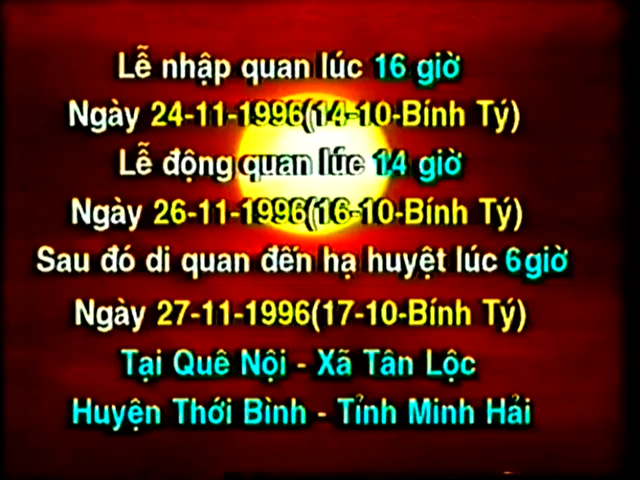 Lễ nhập quan lúc 16 giờ
Ngày 24-11-1996(14-10-Bính Tý)
Lễ động quan lúc 14 giờ
Ngày 26-11-1996(16-10-Bính Tý)
Sau đó di quan đến hạ huyệt lúc 6giờ
Ngày 27-11-1996(17-10-Bính Tý)
Tại Quê Nội - Xã Tân Lộc
Huyện Thới Bình - Tỉnh Minh Hải